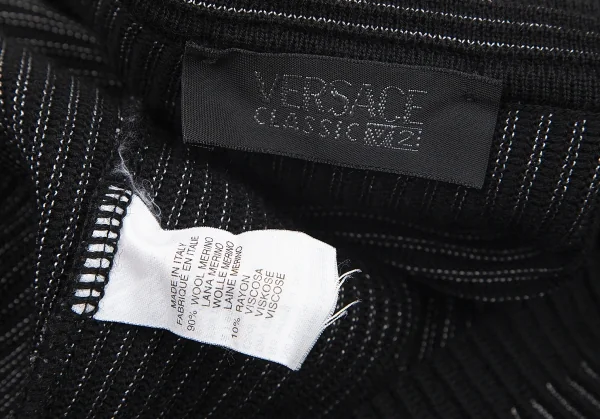 VERSACE
CLASSIC V2
MADE IN ITALY
FABRIQUÉ EN ITALIE
90% WOOL MERINO
LANA MERINO
WOLLE MERINO
LAINE MERINO
10% RAYON
VISCOSA
VISKOSE
VISCOSE